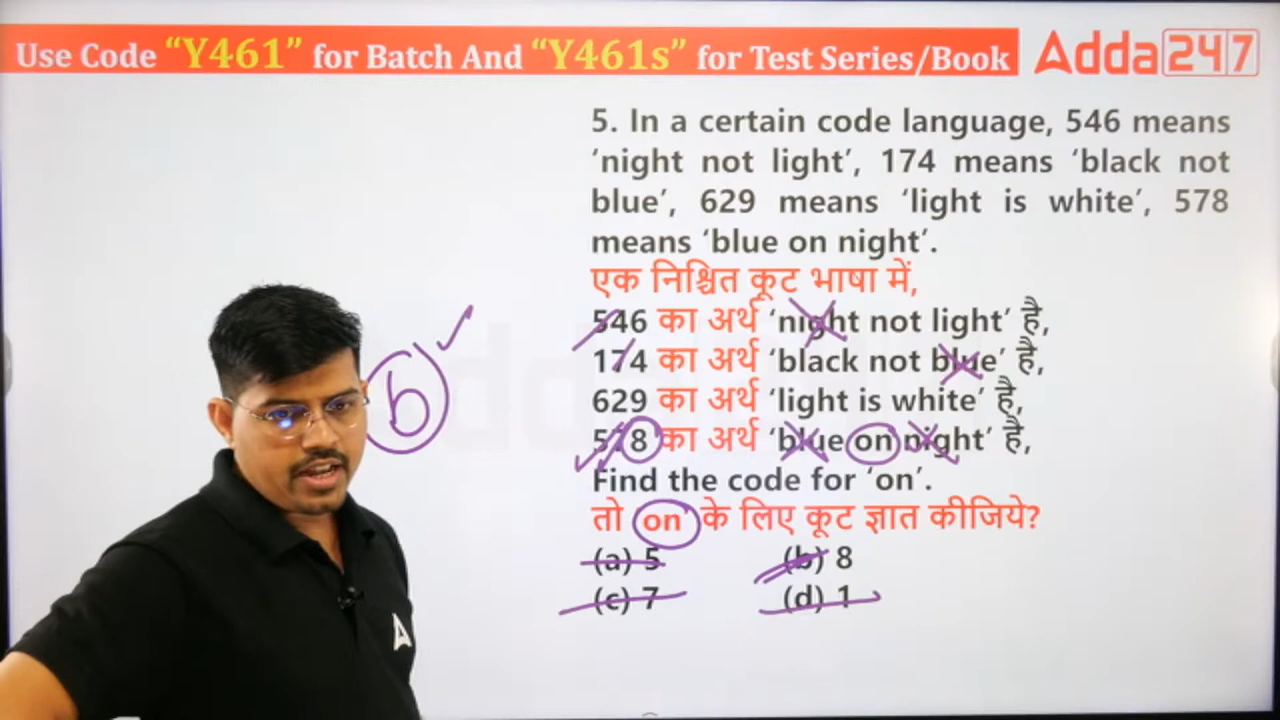 Use Code “Y461” for Batch And “Y461s” for Test Series/Book
Adda247
5. In a certain code language, 546 means
‘night not light’, 174 means ‘black not
blue’, 629 means ‘light is white’, 578
means ‘blue on night’.
एक निश्चित कूट भाषा में,
546 का अर्थ ‘night not light’ है,
174 का अर्थ ‘black not blue’ है,
629 का अर्थ ‘light is white’ है,
578 का अर्थ ‘blue on night’ है,
Find the code for ‘on’.
तो on’ के लिए कूट ज्ञात कीजिये?
(a) 5 (b) 8
(c) 7 (d) 1
b
A